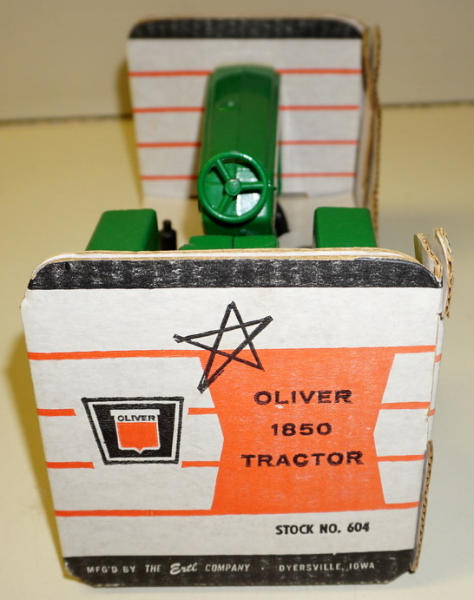 OLIVER
OLIVER
1850
TRACTOR
STOCK NO. 604
MFG'D BY THE Ertl COMPANY · DYERSVILLE, IOWA